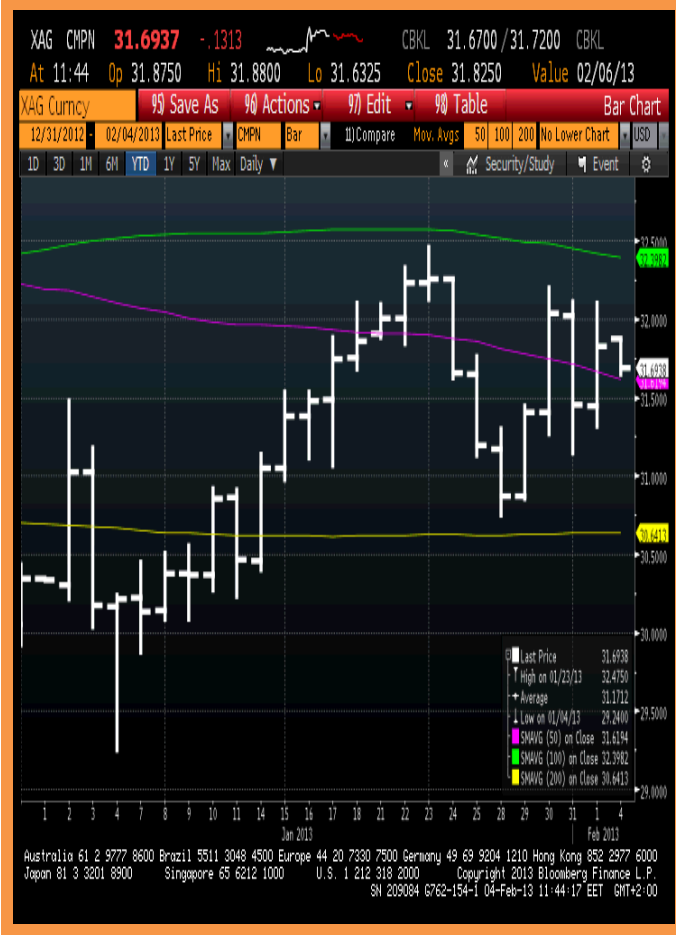 XAG CMPN 31.6937 -.1313 CBKL 31.6700/31.7200 CBKL
At 11:44 Op 31.8750 Hi 31.8800 Lo 31.6325 Close 31.8250 Value 02/06/13
XAG Curncy 95) Save As 96) Actions 97) Edit 98) Table Bar Chart
12/31/2012 - 02/04/2013 Last Price CMPN Bar 11) Compare Mov. Avgs 50 100 200 No Lower Chart USD
1D 3D 1M 6M YTD 1Y 5Y Max Daily ▼ « Security/Study Event
32.5000
32.3982
32.0000
31.6938
31.6194
31.5000
31.0000
30.6413
30.5000
30.0000
29.5000
29.0000
Last Price 31.6938
High on 01/23/13 32.4750
Average 31.1712
Low on 01/04/13 29.2400
SMAVG (50) on Close 31.6194
SMAVG (100) on Close 32.3982
SMAVG (200) on Close 30.6413
1 2 3 4 7 8 9 10 11 14 15 16 17 18 21 22 23 24 25 28 29 30 31 1 4
Jan 2013 Feb 2013
Australia 61 2 9777 8600 Brazil 5511 3048 4500 Europe 44 20 7330 7500 Germany 49 69 9204 1210 Hong Kong 852 2977 6000
Japan 81 3 3201 8900 Singapore 65 6212 1000 U.S. 1 212 318 2000 Copyright 2013 Bloomberg Finance L.P.
SN 209084 G762-154-1 04-Feb-13 11:44:17 EET GMT+2:00